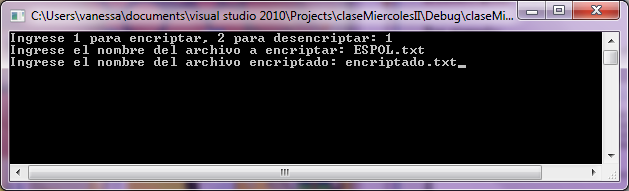 C:\Users\vanessa\documents\visual studio 2010\Projects\claseMiercolesII\Debug\claseMi...
Ingrese 1 para encriptar, 2 para desencriptar: 1
Ingrese el nombre del archivo a encriptar: ESPOL.txt
Ingrese el nombre del archivo encriptado: encriptado.txt_